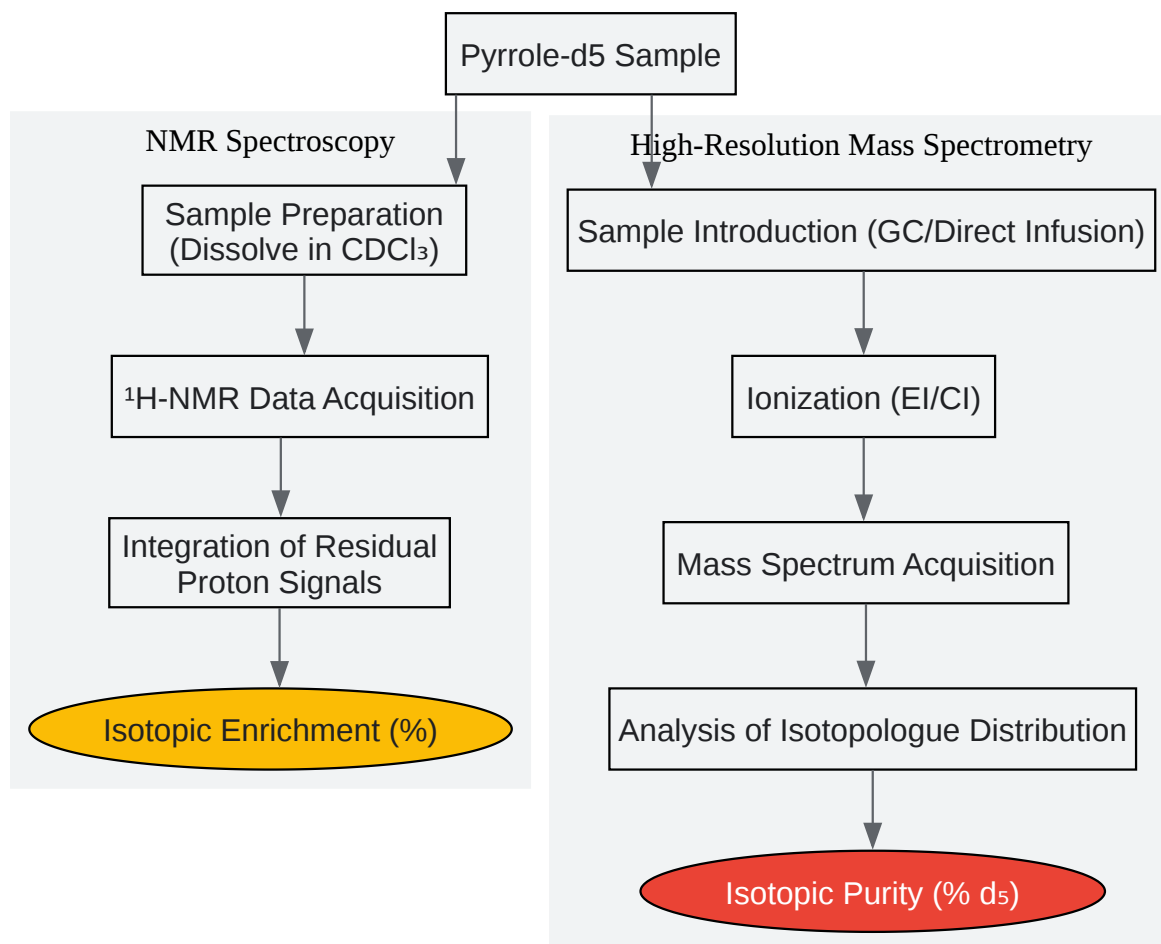 Pyrrole-d5 Sample
NMR Spectroscopy
Sample Preparation
(Dissolve in CDCl₃)
¹H-NMR Data Acquisition
Integration of Residual
Proton Signals
Isotopic Enrichment (%)
High-Resolution Mass Spectrometry
Sample Introduction (GC/Direct Infusion)
Ionization (EI/CI)
Mass Spectrum Acquisition
Analysis of Isotopologue Distribution
Isotopic Purity (% d₅)